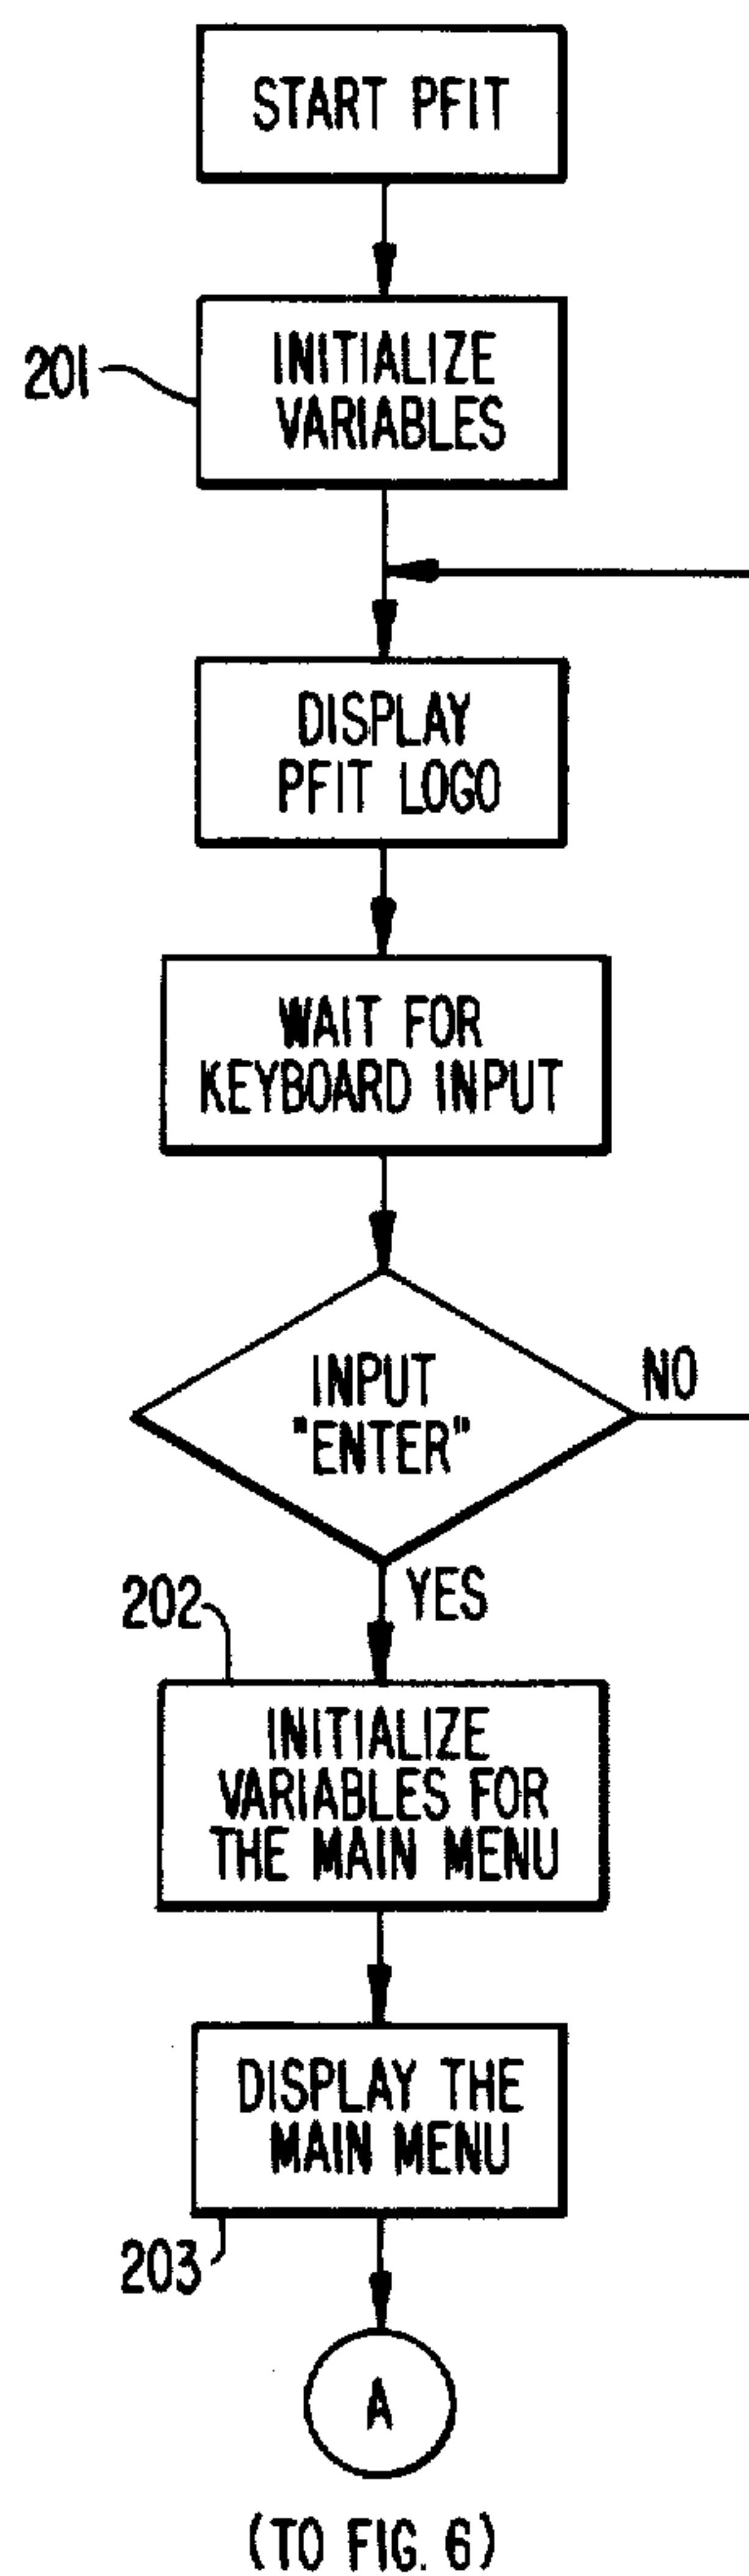 START PFIT
201
INITIALIZE
VARIABLES
DISPLAY
PFIT LOGO
WAIT FOR
KEYBOARD INPUT
INPUT
"ENTER"
NO
YES
202
INITIALIZE
VARIABLES FOR
THE MAIN MENU
DISPLAY THE
MAIN MENU
203
A
(TO FIG. 6)